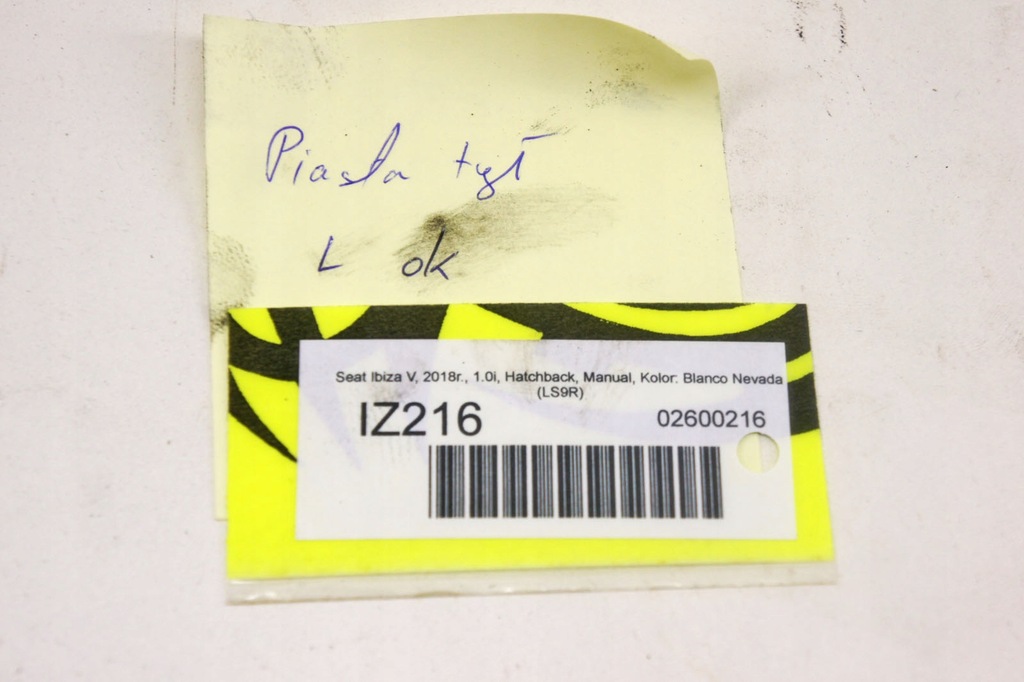 Piasta tył
L ok
Seat Ibiza V, 2018r., 1.0i, Hatchback, Manual, Kolor: Blanco Nevada
(LS9R)
IZ216 02600216